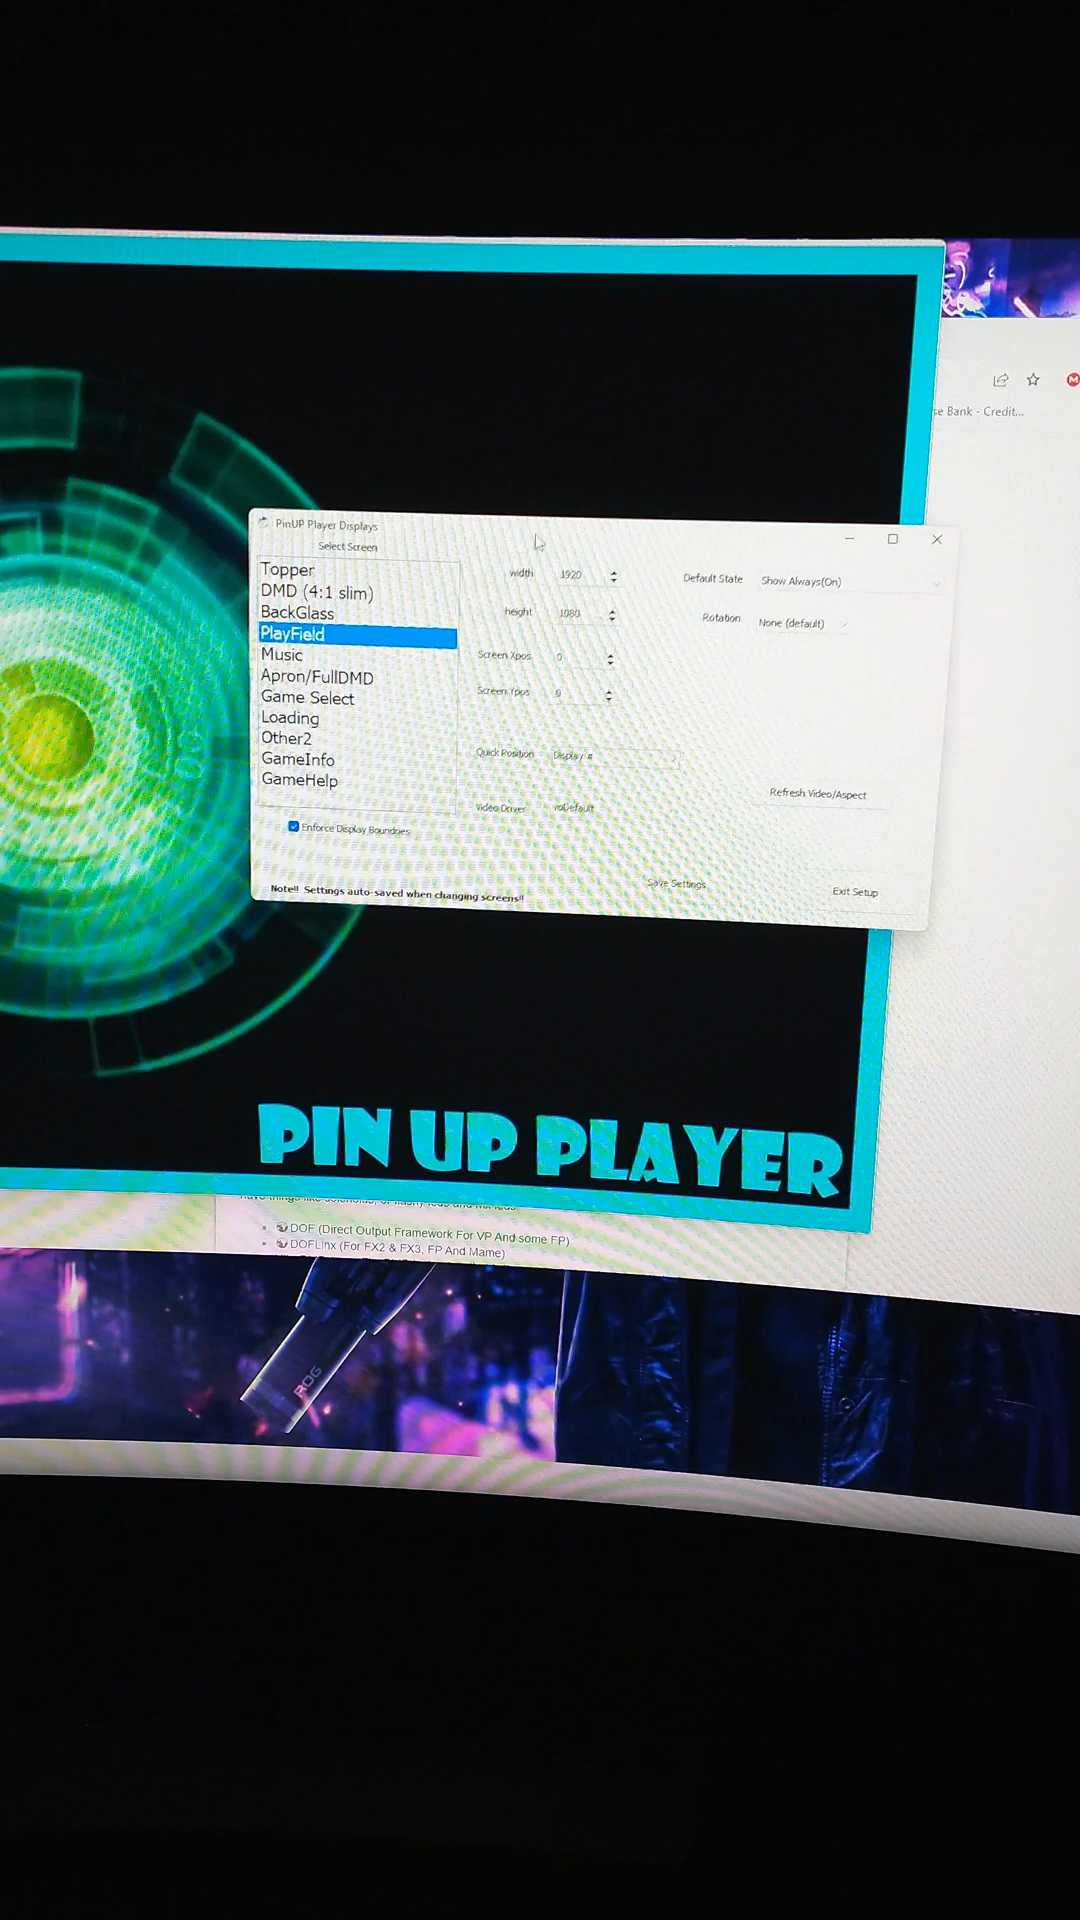 se Bank - Credit...
M
PinUP Player Displays
Select Screen
Topper
DMD (4:1 slim)
BackGlass
PlayField
Music
Apron/FullDMD
Game Select
Loading
Other2
GameInfo
GameHelp
Enforce Display Boundries
Note!! Settings auto-saved when changing screens!!
width 1920
height 1080
Screen Xpos 0
Screen Ypos 0
Quick Position Display #
Video Driver voDefault
Default State Show Always(On)
Rotation None (default)
Refresh Video/Aspect
Save Settings
Exit Setup
PIN UP PLAYER
DOF (Direct Output Framework For VP And some FP)
DOFLinx (For FX2 & FX3, FP And Mame)
ROG